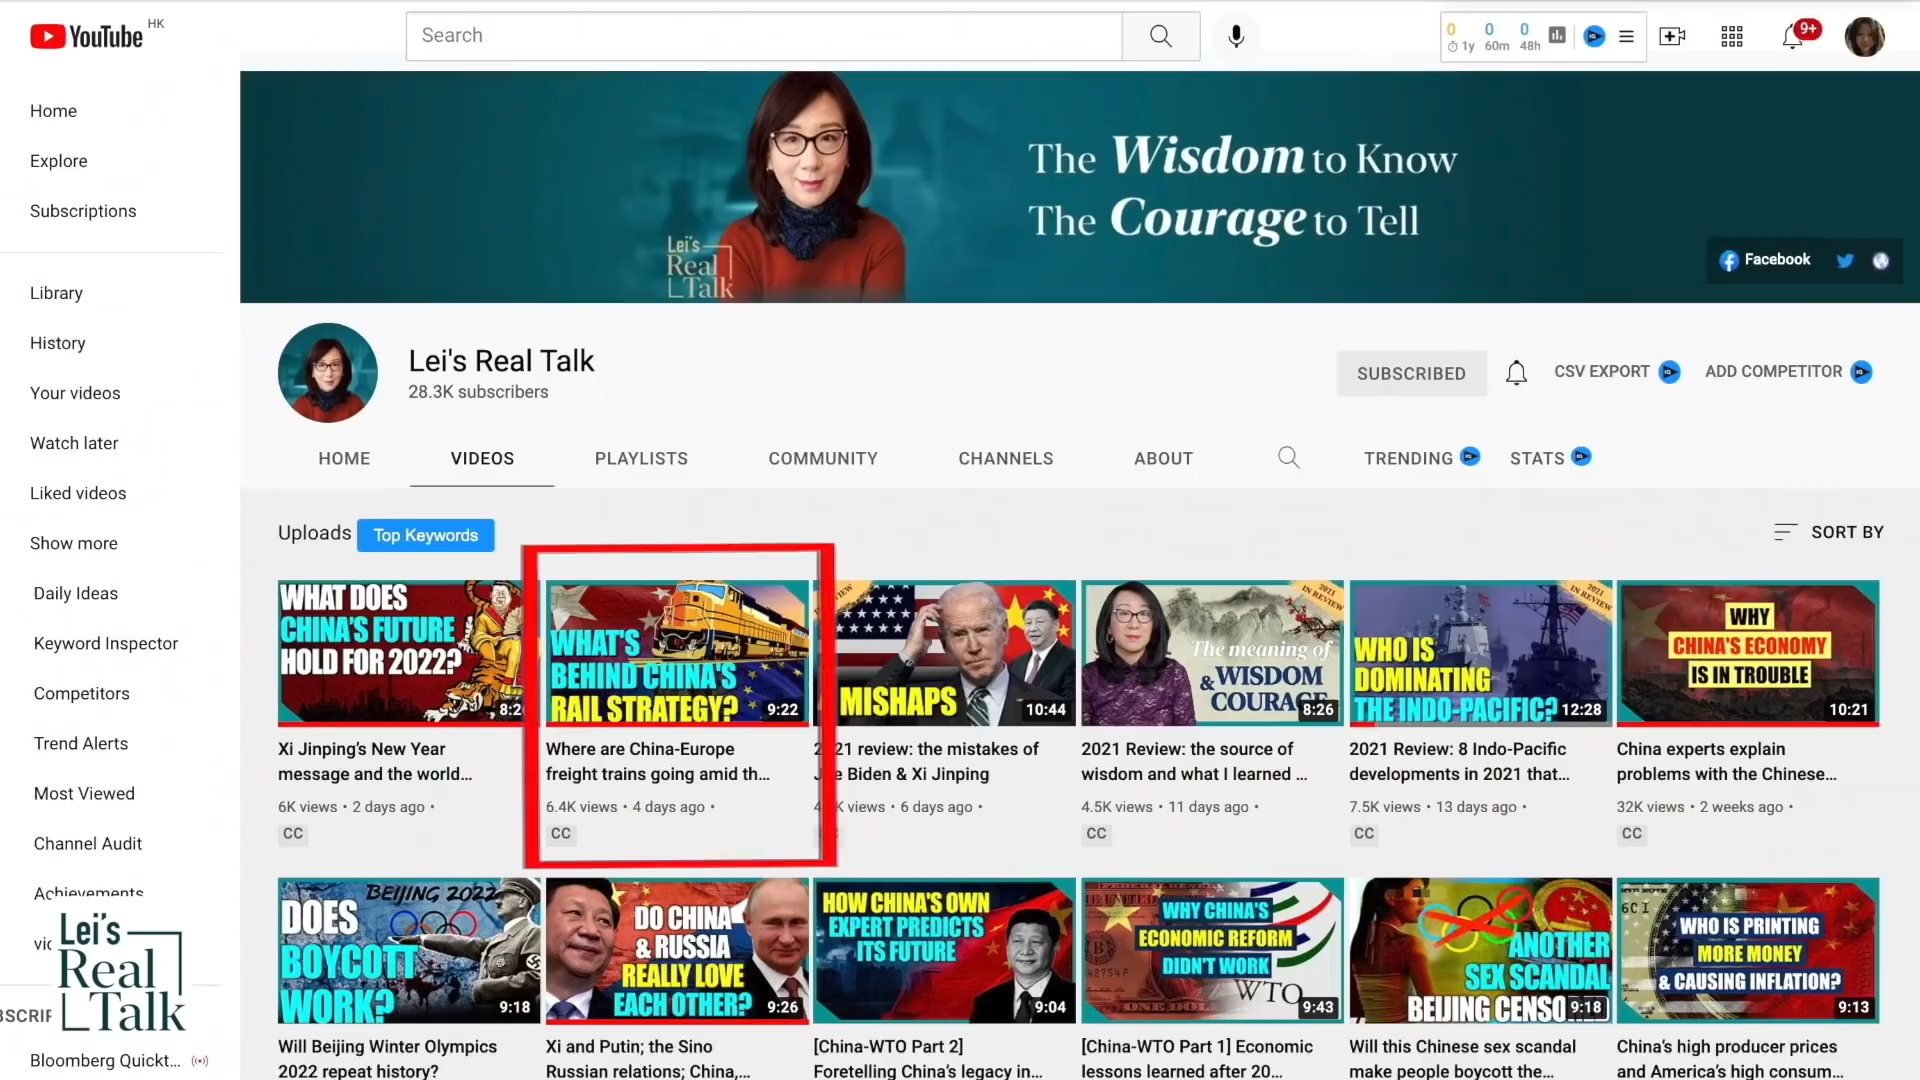 YouTube HK
Search
0 0 0
1y 60m 48h
9+
Home
Explore
Subscriptions
Library
History
Your videos
Watch later
Liked videos
Show more
Daily Ideas
Keyword Inspector
Competitors
Trend Alerts
Most Viewed
Channel Audit
Achievements
Lei's
Real
Talk
Bloomberg Quickt...
The Wisdom to Know
The Courage to Tell
Lei's
Real
Talk
Facebook
Lei's Real Talk
28.3K subscribers
SUBSCRIBED
CSV EXPORT
ADD COMPETITOR
HOME VIDEOS PLAYLISTS COMMUNITY CHANNELS ABOUT TRENDING STATS
Uploads Top Keywords
SORT BY
WHAT DOES
CHINA'S FUTURE
HOLD FOR 2022?
Xi Jinping's New Year
message and the world...
6K views • 2 days ago •
CC
WHAT'S
BEHIND CHINA'S
RAIL STRATEGY?
9:22
Where are China-Europe
freight trains going amid th...
6.4K views • 4 days ago •
CC
MISHAPS
10:44
21 review: the mistakes of
Biden & Xi Jinping
views • 6 days ago •
2021
IN REVIEW
The meaning of
& WISDOM
COURAGE
8:26
2021 Review: the source of
wisdom and what I learned ...
4.5K views • 11 days ago •
CC
2021
IN REVIEW
WHO IS
DOMINATING
THE INDO-PACIFIC?
12:28
2021 Review: 8 Indo-Pacific
developments in 2021 that...
7.5K views • 13 days ago •
CC
WHY
CHINA'S ECONOMY
IS IN TROUBLE
10:21
China experts explain
problems with the Chinese...
32K views • 2 weeks ago •
CC
BEIJING 2022
DOES
BOYCOTT
WORK?
9:18
Will Beijing Winter Olympics
2022 repeat history?
DO CHINA
& RUSSIA
REALLY LOVE
EACH OTHER?
9:26
Xi and Putin; the Sino
Russian relations; China,...
HOW CHINA'S OWN
EXPERT PREDICTS
ITS FUTURE
9:04
[China-WTO Part 2]
Foretelling China's legacy in...
WHY CHINA'S
ECONOMIC REFORM
DIDN'T WORK
WTO
9:43
[China-WTO Part 1] Economic
lessons learned after 20...
ANOTHER
SEX SCANDAL
BEIJING CENSO
9:18
Will this Chinese sex scandal
make people boycott the...
WHO IS PRINTING
MORE MONEY
& CAUSING INFLATION?
9:13
China's high producer prices
and America's high consum...